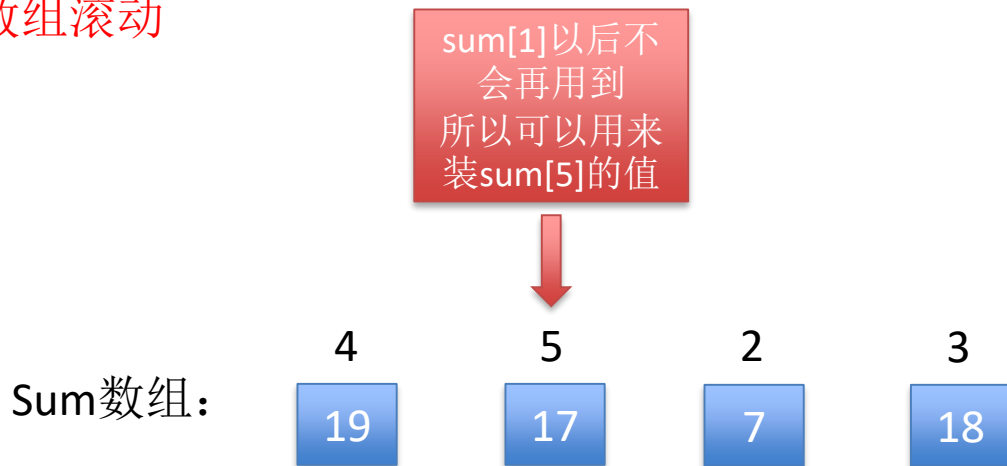 数组滚动
sum[1]以后不
会再用到
所以可以用来
装sum[5]的值
4 5 2 3
Sum数组：
19 17 7 18